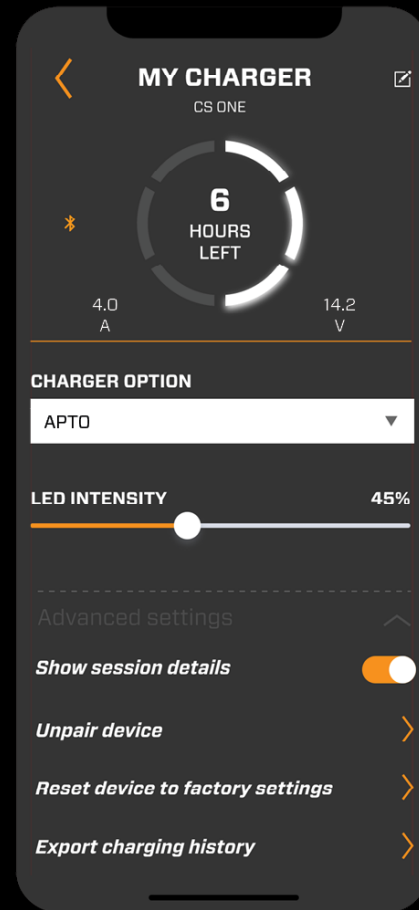 MY CHARGER
CS ONE
6
HOURS
LEFT
4.0
A
14.2
V
CHARGER OPTION
APTO
LED INTENSITY
45%
Advanced settings
Show session details
Unpair device
Reset device to factory settings
Export charging history